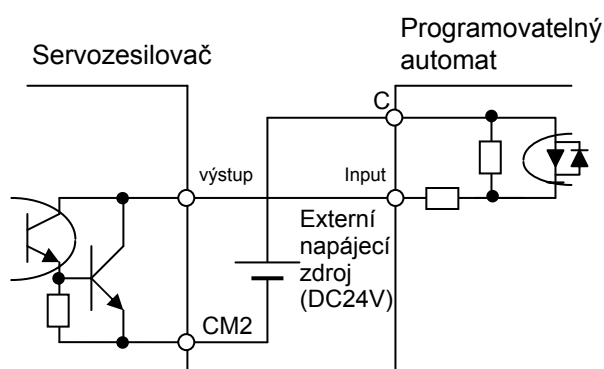 Servozesilovač
Programovatelný
automat
C
výstup
Input
Externí
napájecí
zdroj
(DC24V)
CM2